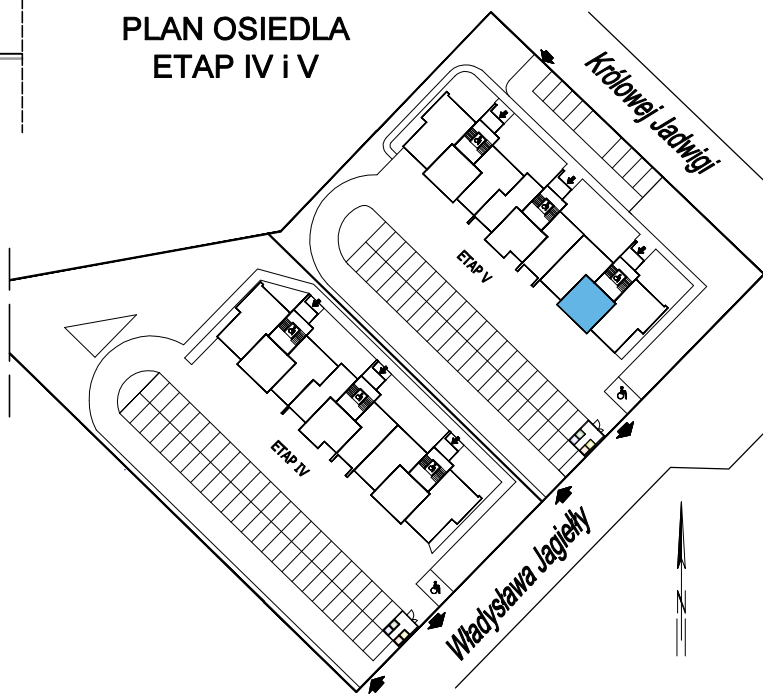 PLAN OSIEDLA
ETAP IV i V
Królowej Jadwigi
ETAP V
ETAP IV
Władysława Jagiełły
N